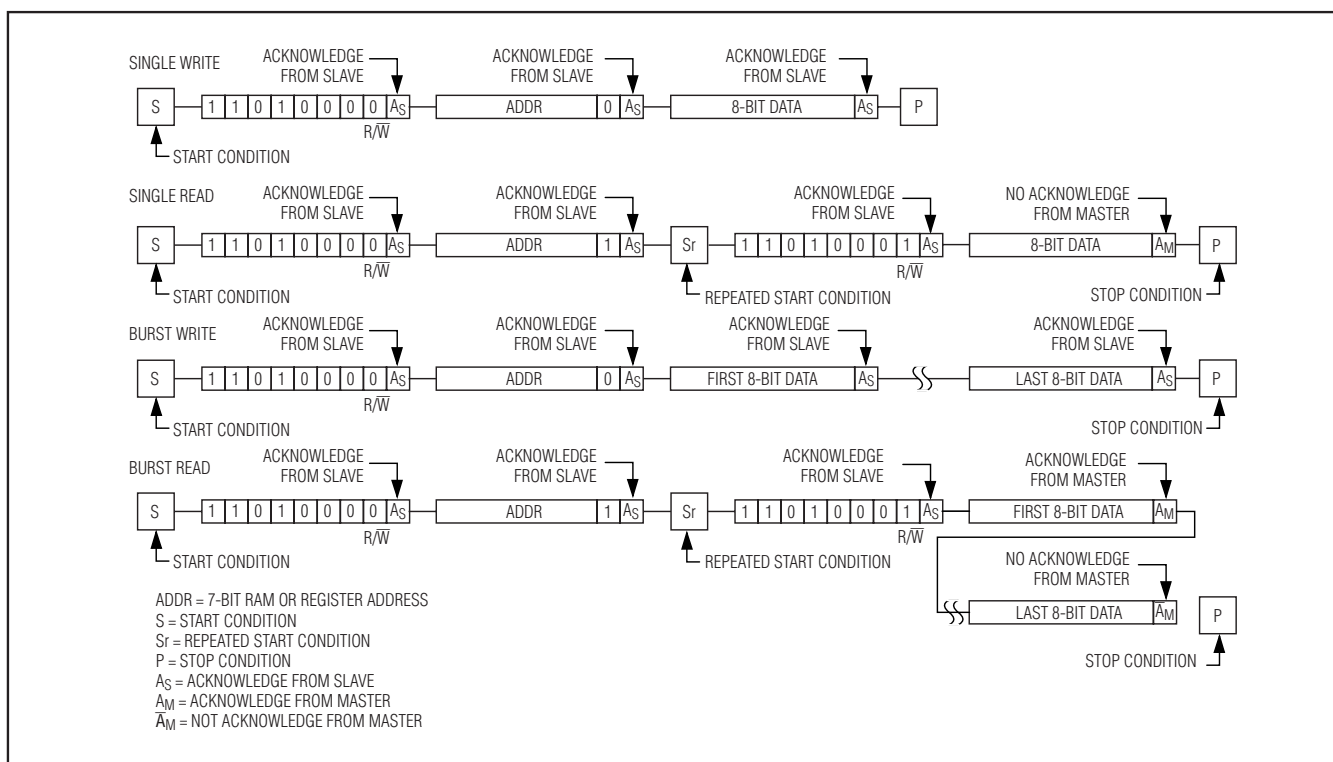 SINGLE WRITE
ACKNOWLEDGE FROM SLAVE
ACKNOWLEDGE FROM SLAVE
ACKNOWLEDGE FROM SLAVE
S 1 1 0 1 0 0 0 0 AS ADDR 0 AS 8-BIT DATA AS P
R/W̅
START CONDITION
SINGLE READ
ACKNOWLEDGE FROM SLAVE
ACKNOWLEDGE FROM SLAVE
ACKNOWLEDGE FROM SLAVE
NO ACKNOWLEDGE FROM MASTER
S 1 1 0 1 0 0 0 0 AS ADDR 1 AS Sr 1 1 0 1 0 0 0 1 AS 8-BIT DATA AM P
R/W̅ R/W̅
START CONDITION REPEATED START CONDITION STOP CONDITION
BURST WRITE
ACKNOWLEDGE FROM SLAVE
ACKNOWLEDGE FROM SLAVE
ACKNOWLEDGE FROM SLAVE
ACKNOWLEDGE FROM SLAVE
S 1 1 0 1 0 0 0 0 AS ADDR 0 AS FIRST 8-BIT DATA AS LAST 8-BIT DATA AS P
R/W̅
START CONDITION STOP CONDITION
BURST READ
ACKNOWLEDGE FROM SLAVE
ACKNOWLEDGE FROM SLAVE
ACKNOWLEDGE FROM SLAVE
ACKNOWLEDGE FROM MASTER
S 1 1 0 1 0 0 0 0 AS ADDR 1 AS Sr 1 1 0 1 0 0 0 1 AS FIRST 8-BIT DATA AM
R/W̅ R/W̅
START CONDITION REPEATED START CONDITION
NO ACKNOWLEDGE FROM MASTER
LAST 8-BIT DATA A̅M P
STOP CONDITION
ADDR = 7-BIT RAM OR REGISTER ADDRESS
S = START CONDITION
Sr = REPEATED START CONDITION
P = STOP CONDITION
AS = ACKNOWLEDGE FROM SLAVE
AM = ACKNOWLEDGE FROM MASTER
A̅M = NOT ACKNOWLEDGE FROM MASTER